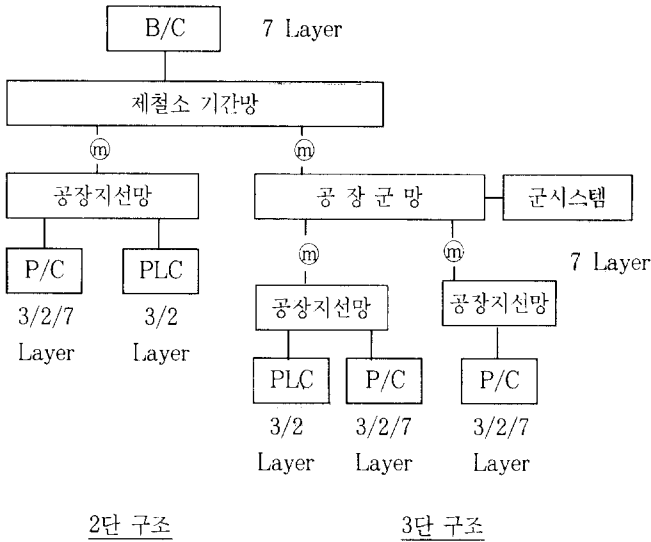 B/C 7 Layer
제철소 기간망
ⓜ ⓜ
공장지선망 공장군망 군시스템
P/C PLC ⓜ ⓜ 7 Layer
3/2/7 3/2 공상지선망 공장지선망
Layer Layer
PLC P/C P/C
3/2 3/2/7 3/2/7
Layer Layer Layer
2단 구조 3단 구조